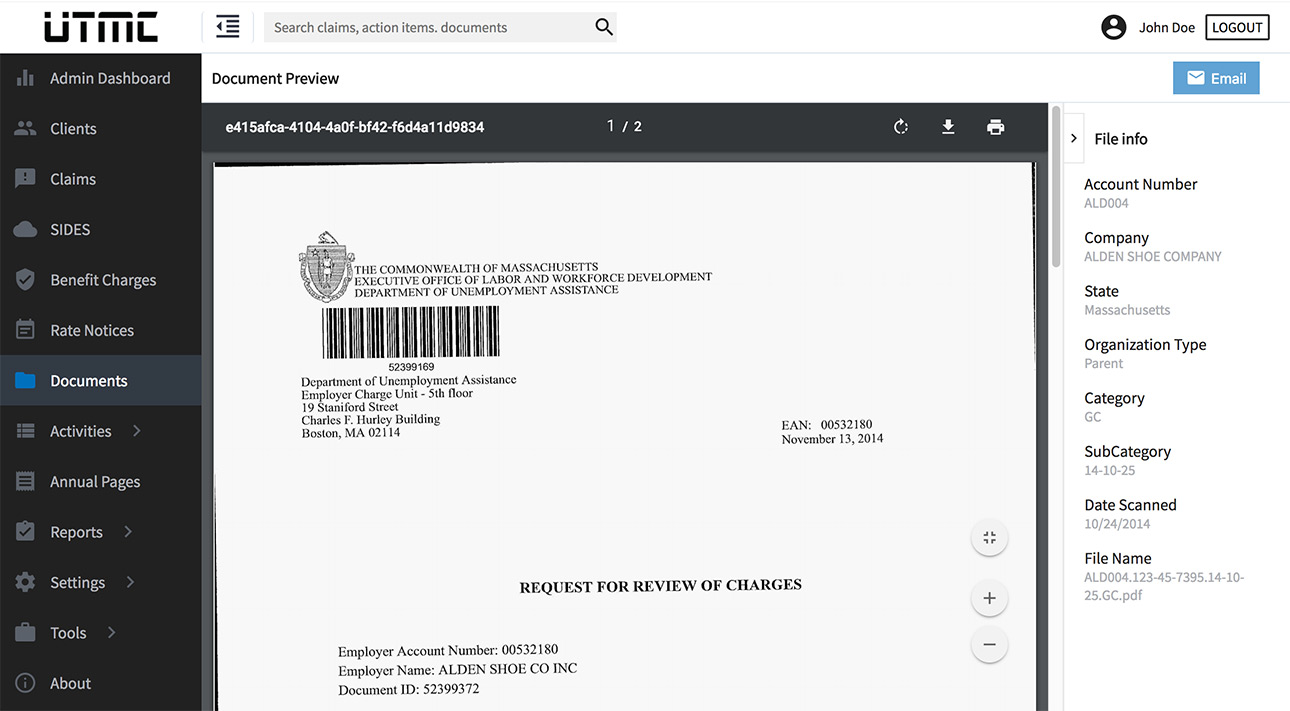 UTMC
Search claims, action items. documents
John Doe
LOGOUT
Admin Dashboard
Clients
Claims
SIDES
Benefit Charges
Rate Notices
Documents
Activities
Annual Pages
Reports
Settings
Tools
About
Document Preview
Email
e415afca-4104-4a0f-bf42-f6d4a11d9834
1 / 2
THE COMMONWEALTH OF MASSACHUSETTS
EXECUTIVE OFFICE OF LABOR AND WORKFORCE DEVELOPMENT
DEPARTMENT OF UNEMPLOYMENT ASSISTANCE
52399169
Department of Unemployment Assistance
Employer Charge Unit - 5th floor
19 Staniford Street
Charles F. Hurley Building
Boston, MA 02114
EAN: 00532180
November 13, 2014
REQUEST FOR REVIEW OF CHARGES
Employer Account Number: 00532180
Employer Name: ALDEN SHOE CO INC
Document ID: 52399372
File info
Account Number
ALD004
Company
ALDEN SHOE COMPANY
State
Massachusetts
Organization Type
Parent
Category
GC
SubCategory
14-10-25
Date Scanned
10/24/2014
File Name
ALD004.123-45-7395.14-10-
25.GC.pdf